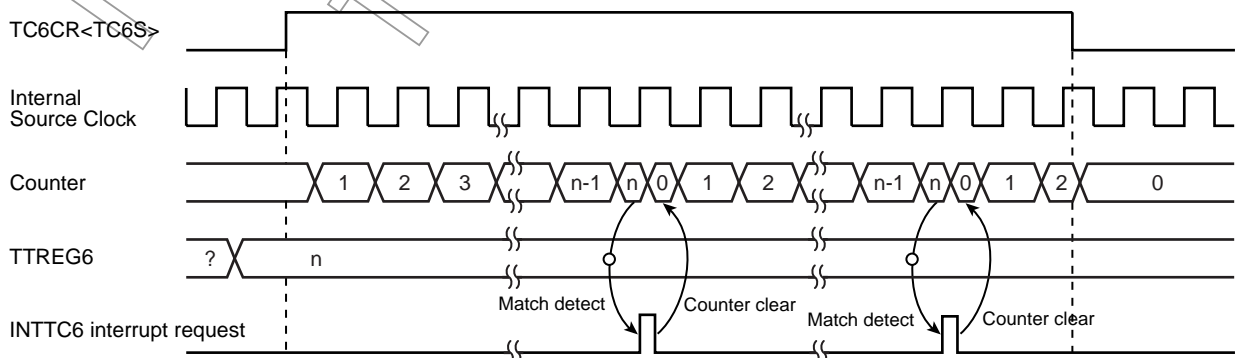 TC6CR<TC6S>
Internal
Source Clock
Counter 1 2 3 n-1 n 0 1 2 n-1 n 0 1 2 0
TTREG6 ? n
Match detect Counter clear Match detect Counter clear
INTTC6 interrupt request